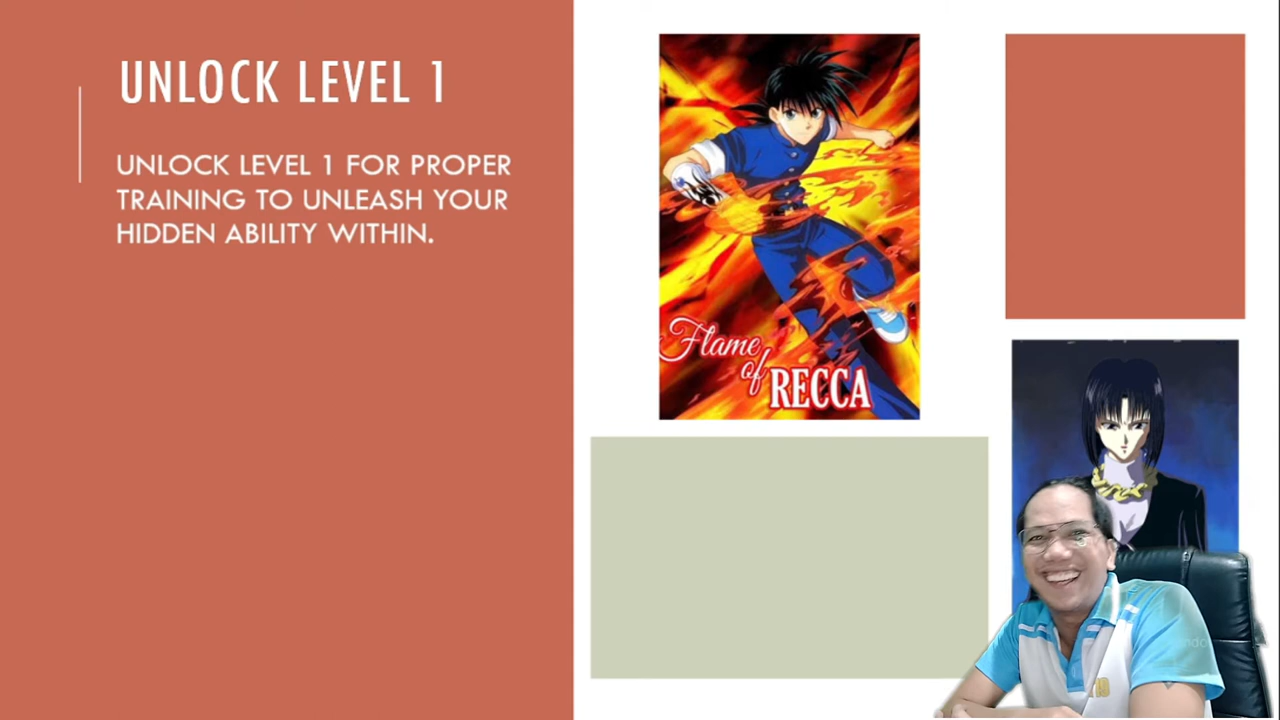 UNLOCK LEVEL 1
UNLOCK LEVEL 1 FOR PROPER
TRAINING TO UNLEASH YOUR
HIDDEN ABILITY WITHIN.
Flame
of
RECCA